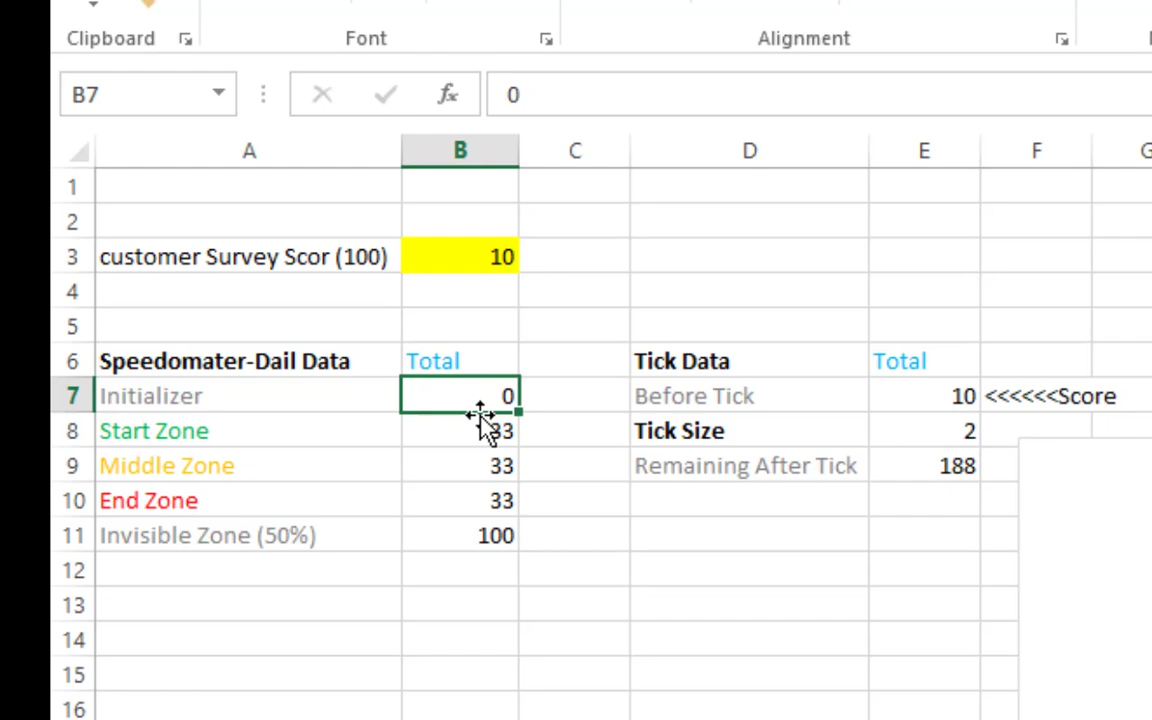 Clipboard Font Alignment
B7 fx 0
A B C D E F G
1
2
3 customer Survey Scor (100) 10
4
5
6 Speedomater-Dail Data Total Tick Data Total
7 Initializer 0 Before Tick 10 <<<<<<Score
8 Start Zone 33 Tick Size 2
9 Middle Zone 33 Remaining After Tick 188
10 End Zone 33
11 Invisible Zone (50%) 100
12
13
14
15
16